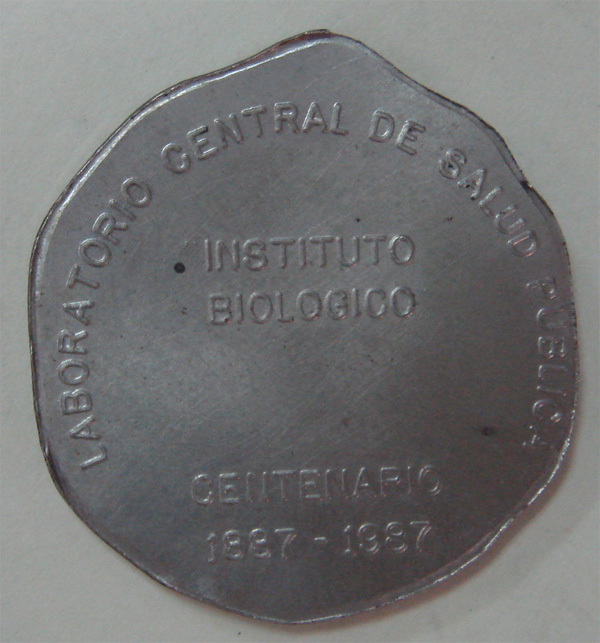 LABORATORIO CENTRAL DE SALUD PUBLICA
INSTITUTO
BIOLOGICO
CENTENARIO
1887 - 1987